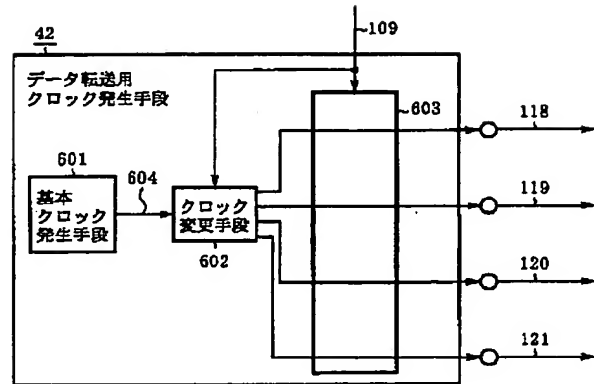 42
109
データ転送用
クロック発生手段
603
118
601
604
基本
クロック
発生手段
クロック
変更手段
602
119
120
121